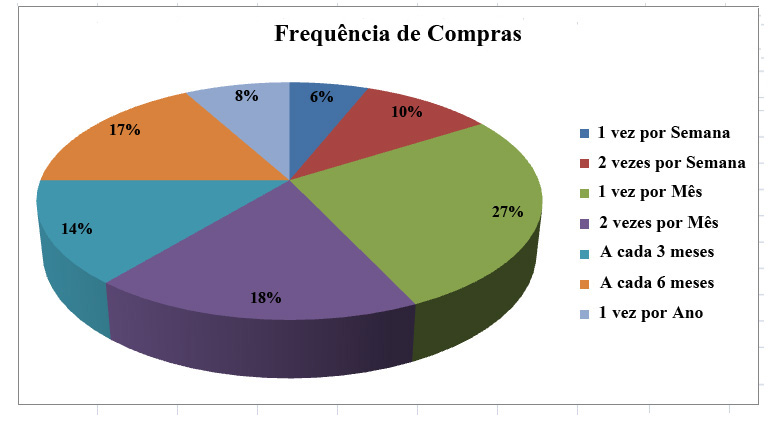 Frequência de Compras
8%
6%
10%
17%
27%
14%
18%
1 vez por Semana
2 vezes por Semana
1 vez por Mês
2 vezes por Mês
A cada 3 meses
A cada 6 meses
1 vez por Ano